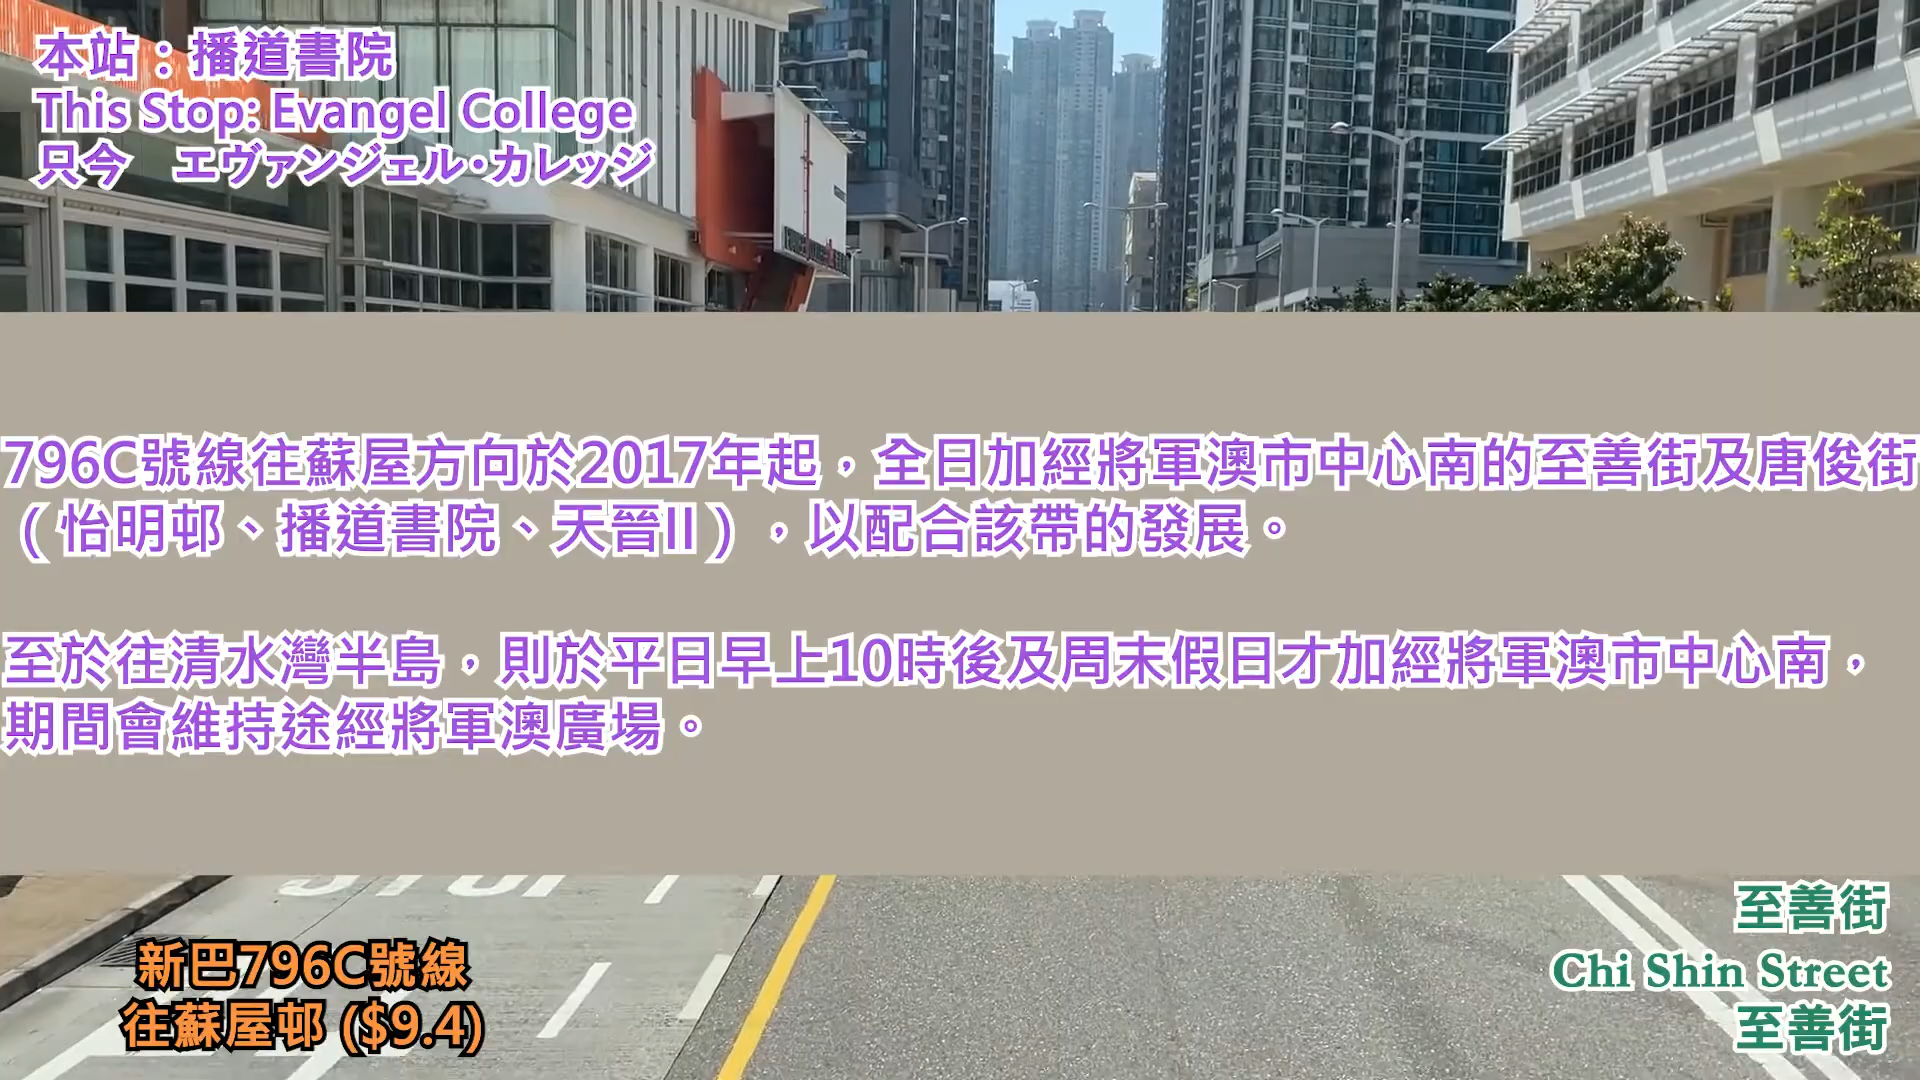 本站：播道書院
This Stop: Evangel College
只今　エヴァンジェル・カレッジ
796C號線往蘇屋方向於2017年起，全日加經將軍澳市中心南的至善街及唐俊街
（怡明邨、播道書院、天晉II），以配合該帶的發展。
至於往清水灣半島，則於平日早上10時後及周末假日才加經將軍澳市中心南，
期間會維持途經將軍澳廣場。
STOP
至善街
Chi Shin Street
至善街
新巴796C號線
往蘇屋邨 ($9.4)